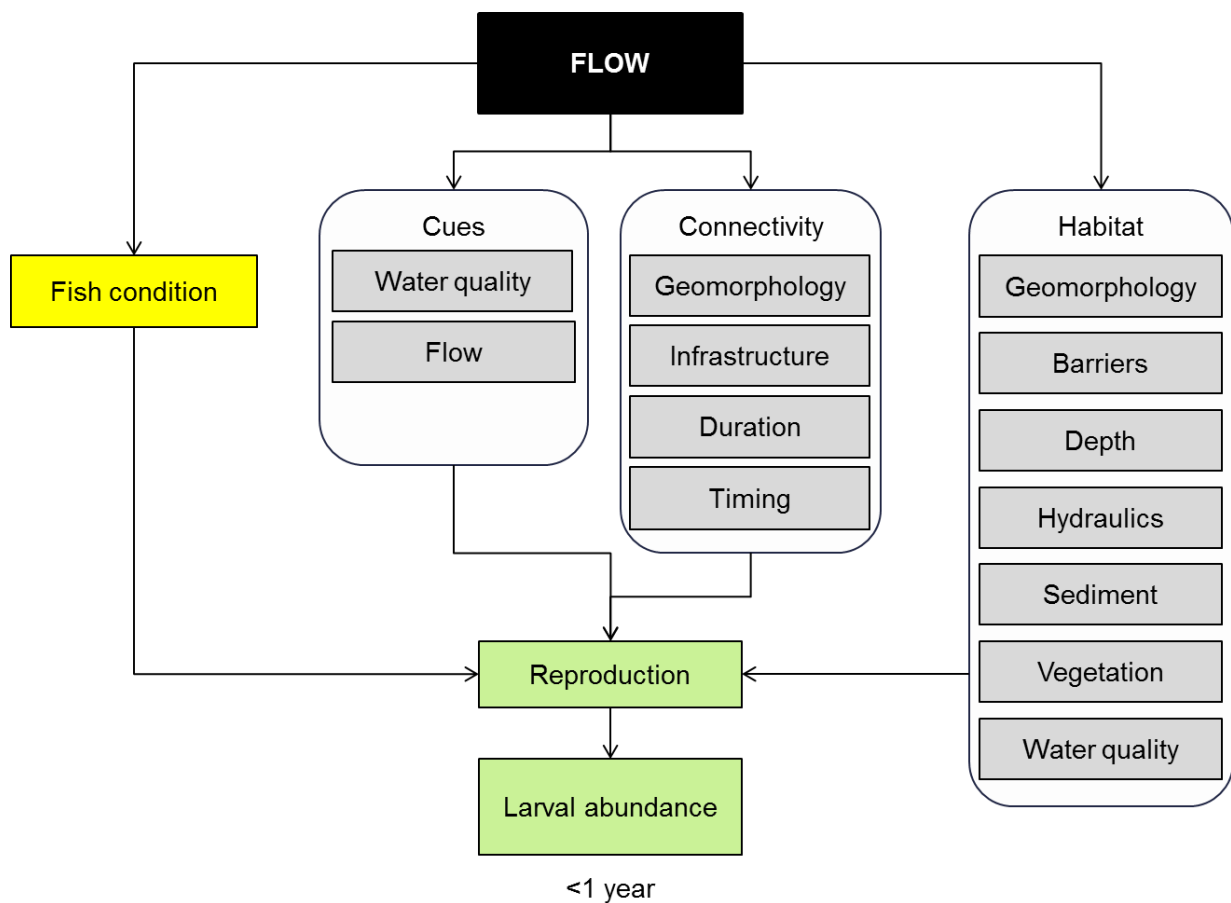 FLOW
Fish condition
Cues
Water quality
Flow
Connectivity
Geomorphology
Infrastructure
Duration
Timing
Habitat
Geomorphology
Barriers
Depth
Hydraulics
Sediment
Vegetation
Water quality
Reproduction
Larval abundance
<1 year